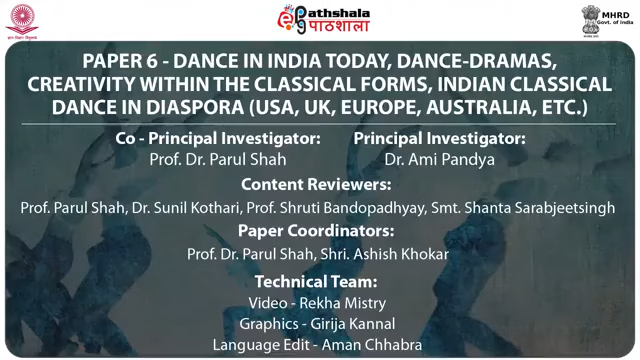 ePathshala
पाठशाला
MHRD
Govt. of India
PAPER 6 - DANCE IN INDIA TODAY, DANCE-DRAMAS,
CREATIVITY WITHIN THE CLASSICAL FORMS, INDIAN CLASSICAL
DANCE IN DIASPORA (USA, UK, EUROPE, AUSTRALIA, ETC.)
Co - Principal Investigator: Principal Investigator:
Prof. Dr. Parul Shah Dr. Ami Pandya
Content Reviewers:
Prof. Parul Shah, Dr. Sunil Kothari, Prof. Shruti Bandopadhyay, Smt. Shanta Sarabjeetsingh
Paper Coordinators:
Prof. Dr. Parul Shah, Shri. Ashish Khokar
Technical Team:
Video - Rekha Mistry
Graphics - Girija Kannal
Language Edit - Aman Chhabra